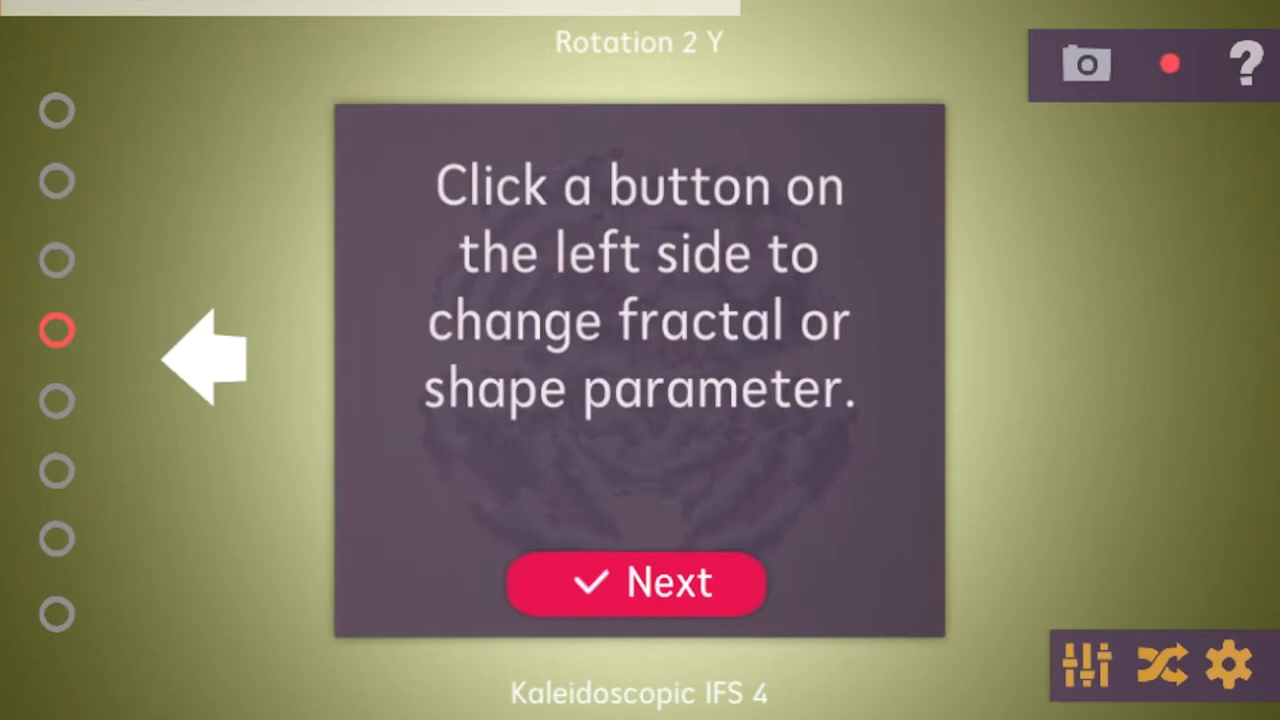 Rotation 2 Y
Click a button on
the left side to
change fractal or
shape parameter.
Next
Kaleidoscopic IFS 4